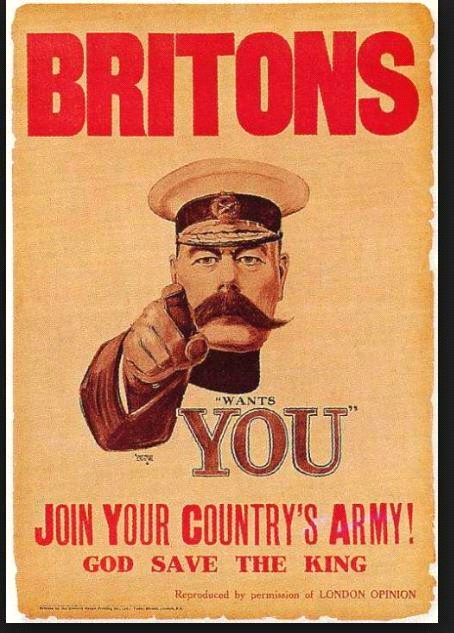 BRITONS
"WANTS
YOU"
JOIN YOUR COUNTRY'S ARMY!
GOD SAVE THE KING
Reproduced by permission of LONDON OPINION